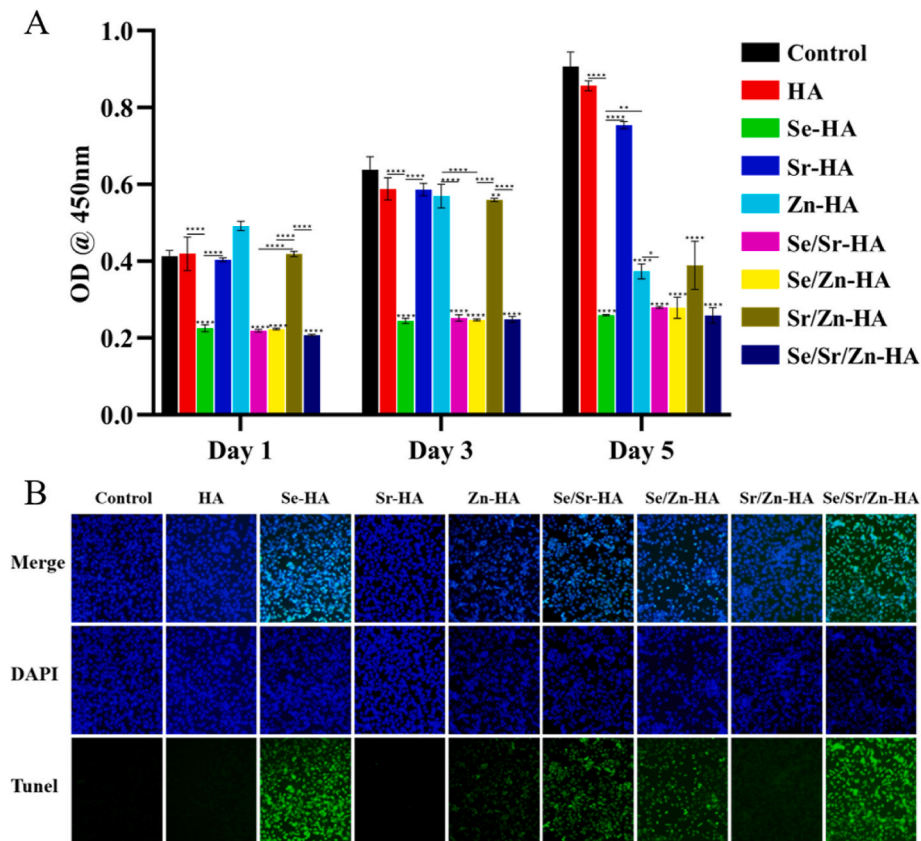 A
OD @ 450nm
1.0
0.8
0.6
0.4
0.2
0.0
Day 1
Day 3
Day 5
Control
HA
Se-HA
Sr-HA
Zn-HA
Se/Sr-HA
Se/Zn-HA
Sr/Zn-HA
Se/Sr/Zn-HA
B
Control HA Se-HA Sr-HA Zn-HA Se/Sr-HA Se/Zn-HA Sr/Zn-HA Se/Sr/Zn-HA
Merge
DAPI
Tunel